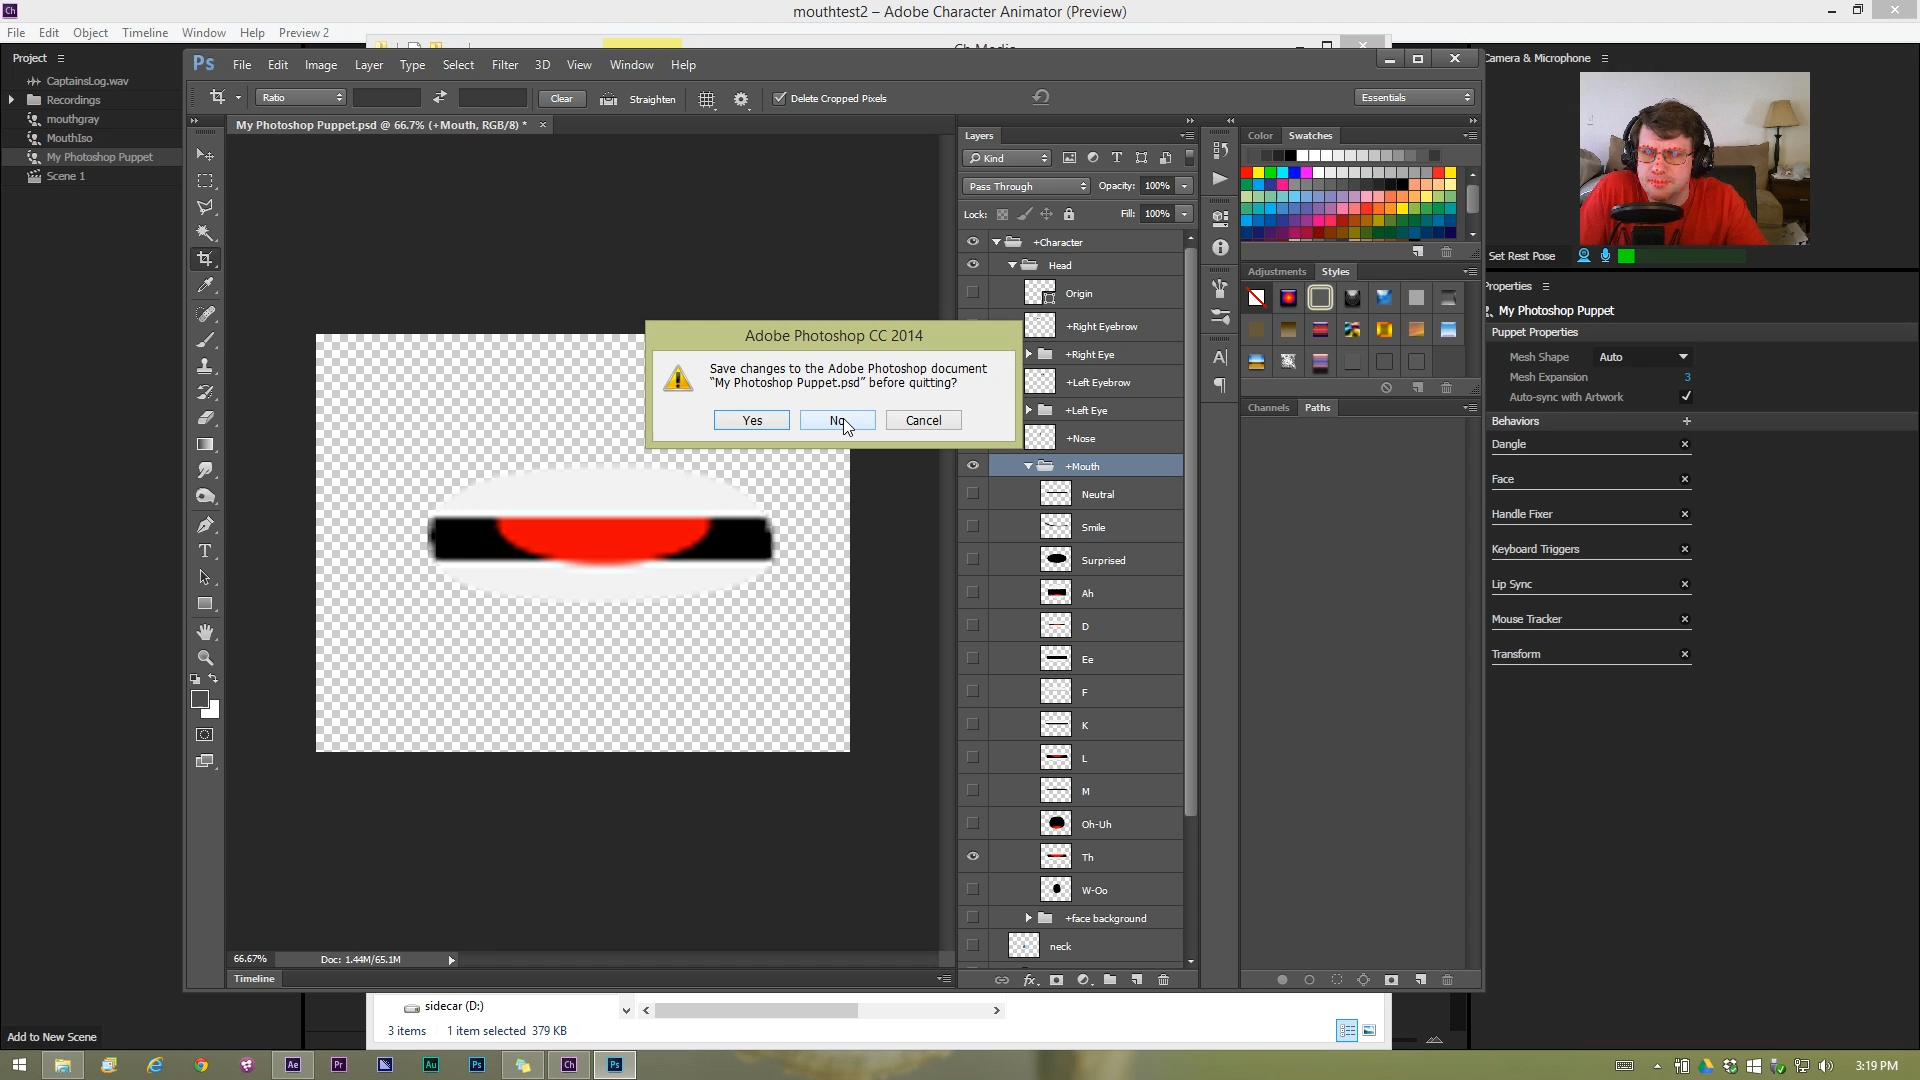 Ch
mouthtest2 – Adobe Character Animator (Preview)
File Edit Object Timeline Window Help Preview 2
Project
CaptainsLog.wav
Recordings
mouthgray
MouthIso
My Photoshop Puppet
Scene 1
Add to New Scene
Ps File Edit Image Layer Type Select Filter 3D View Window Help
Ratio Clear Straighten Delete Cropped Pixels Essentials
My Photoshop Puppet.psd @ 66.7% (+Mouth, RGB/8) * ×
Adobe Photoshop CC 2014
Save changes to the Adobe Photoshop document
“My Photoshop Puppet.psd” before quitting?
Yes No Cancel
66.67% Doc: 1.44M/65.1M
Timeline
Layers
Kind
Pass Through Opacity: 100%
Lock: Fill: 100%
+Character
Head
Origin
+Right Eyebrow
+Right Eye
+Left Eyebrow
+Left Eye
+Nose
+Mouth
Neutral
Smile
Surprised
Ah
D
Ee
F
K
L
M
Oh-Uh
Th
W-Oo
+face background
neck
fx
Color Swatches
Adjustments Styles
Channels Paths
Camera & Microphone
Set Rest Pose
Properties
My Photoshop Puppet
Puppet Properties
Mesh Shape Auto
Mesh Expansion 3
Auto-sync with Artwork
Behaviors +
Dangle
Face
Handle Fixer
Keyboard Triggers
Lip Sync
Mouse Tracker
Transform
sidecar (D:)
3 items 1 item selected 379 KB
Ae Pr Au Ps Ch Ps
3:19 PM